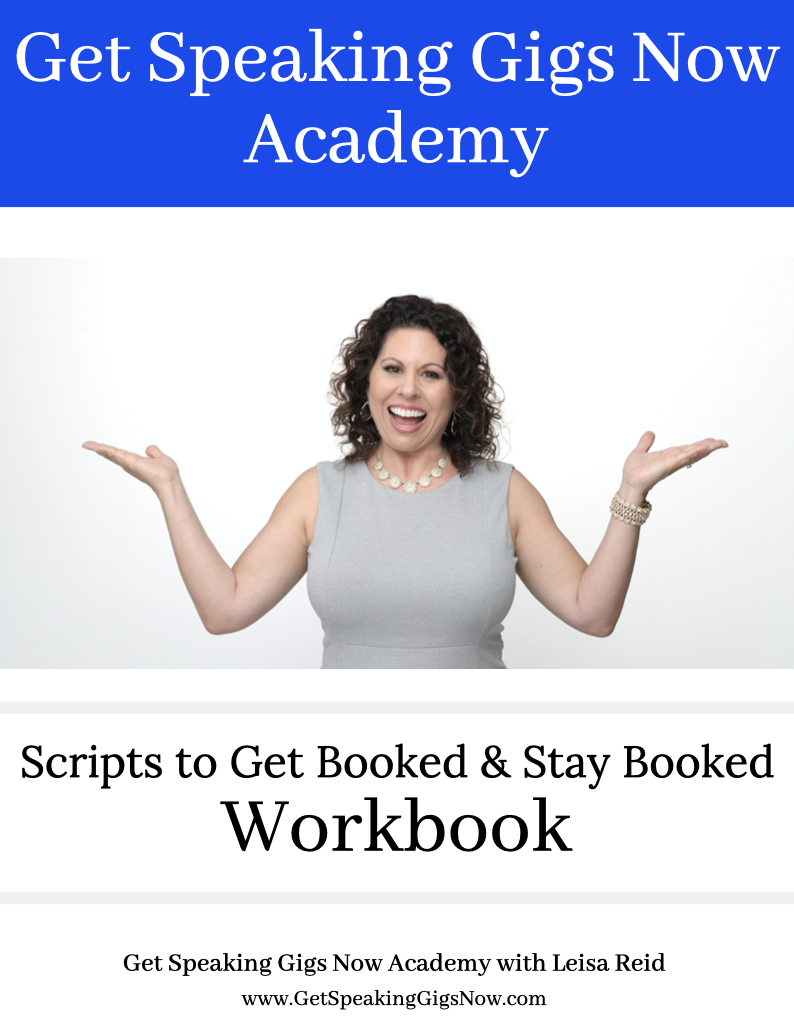 Get Speaking Gigs Now
Academy
Scripts to Get Booked & Stay Booked
Workbook
Get Speaking Gigs Now Academy with Leisa Reid
www.GetSpeakingGigsNow.com